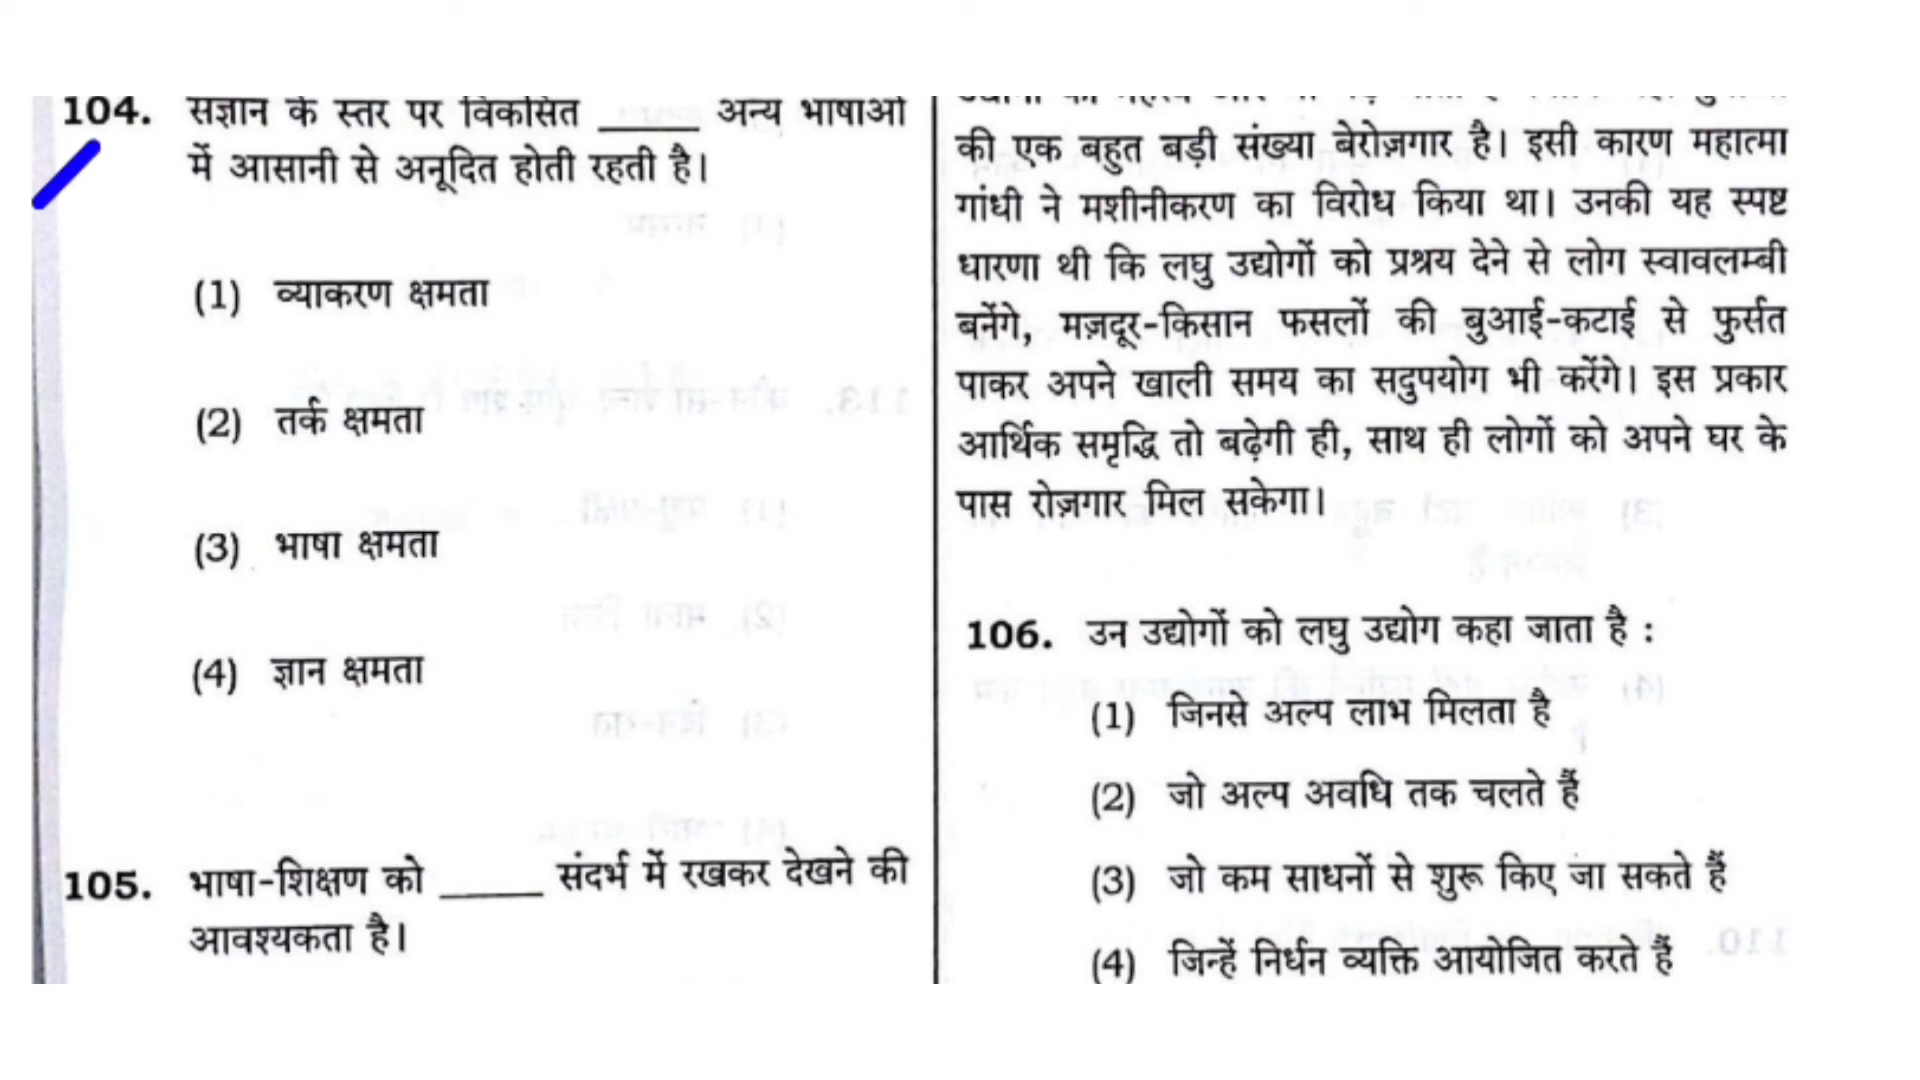 104. सज्ञान के स्तर पर विकसित _____ अन्य भाषाओ
में आसानी से अनूदित होती रहती है।
(1) व्याकरण क्षमता
(2) तर्क क्षमता
(3) भाषा क्षमता
(4) ज्ञान क्षमता
105. भाषा-शिक्षण को _____ संदर्भ में रखकर देखने की
आवश्यकता है।
की एक बहुत बड़ी संख्या बेरोज़गार है। इसी कारण महात्मा
गांधी ने मशीनीकरण का विरोध किया था। उनकी यह स्पष्ट
धारणा थी कि लघु उद्योगों को प्रश्रय देने से लोग स्वावलम्बी
बनेंगे, मज़दूर-किसान फसलों की बुआई-कटाई से फुर्सत
पाकर अपने खाली समय का सदुपयोग भी करेंगे। इस प्रकार
आर्थिक समृद्धि तो बढ़ेगी ही, साथ ही लोगों को अपने घर के
पास रोज़गार मिल सकेगा।
106. उन उद्योगों को लघु उद्योग कहा जाता है :
(1) जिनसे अल्प लाभ मिलता है
(2) जो अल्प अवधि तक चलते हैं
(3) जो कम साधनों से शुरू किए जा सकते हैं
(4) जिन्हें निर्धन व्यक्ति आयोजित करते हैं